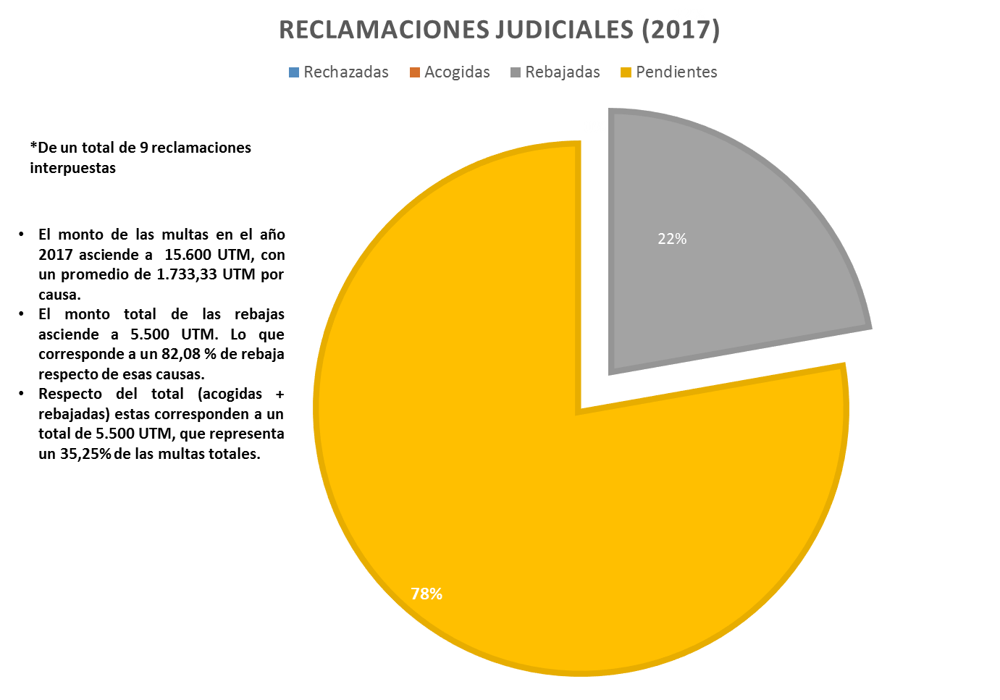 RECLAMACIONES JUDICIALES (2017)
Rechazadas Acogidas Rebajadas Pendientes
*De un total de 9 reclamaciones
interpuestas
• El monto de las multas en el año
2017 asciende a 15.600 UTM, con
un promedio de 1.733,33 UTM por
causa.
• El monto total de las rebajas
asciende a 5.500 UTM. Lo que
corresponde a un 82,08 % de rebaja
respecto de esas causas.
• Respecto del total (acogidas +
rebajadas) estas corresponden a un
total de 5.500 UTM, que representa
un 35,25% de las multas totales.
22%
78%